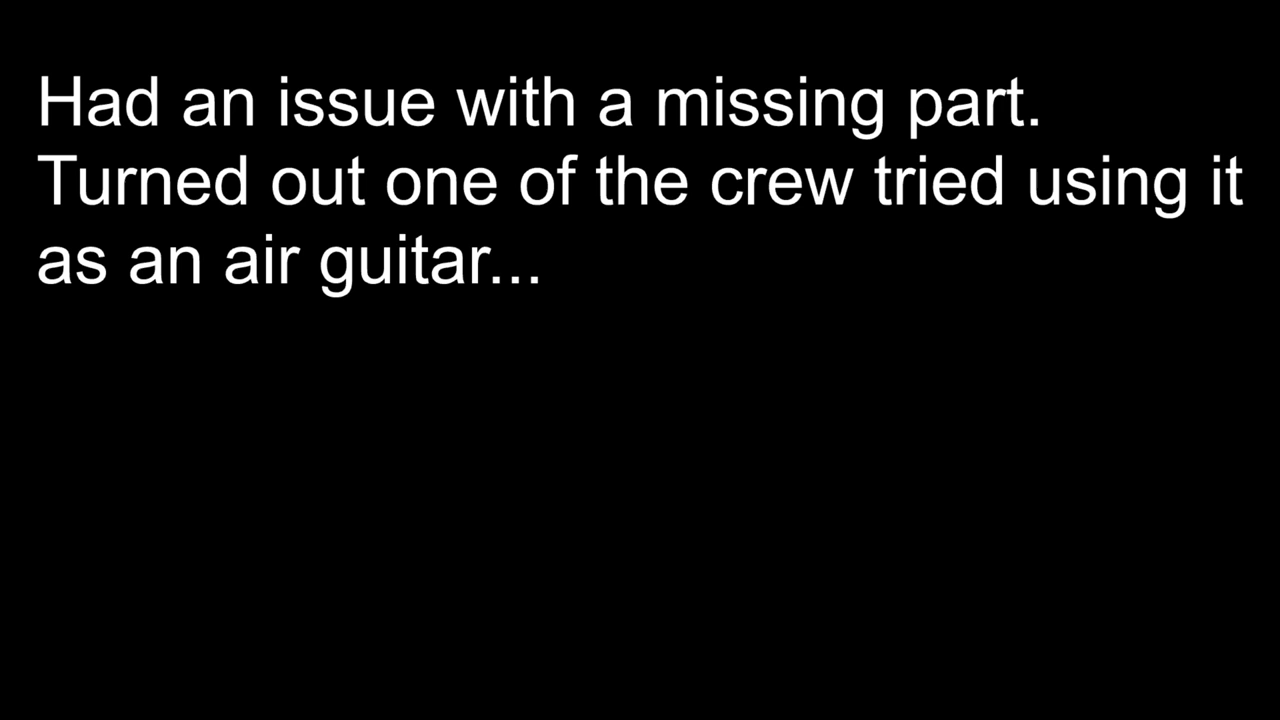 Had an issue with a missing part.
Turned out one of the crew tried using it
as an air guitar...